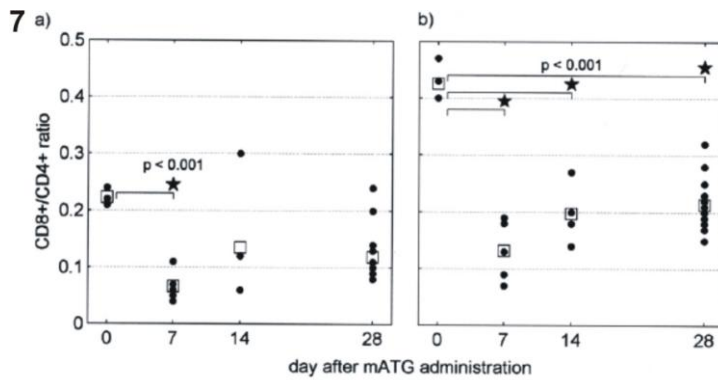 7 a) b)
0.5
0.4
0.3
0.2
0.1
0
CD8+/CD4+ ratio
p < 0.001
p < 0.001
0 7 14 28 0 7 14 28
day after mATG administration